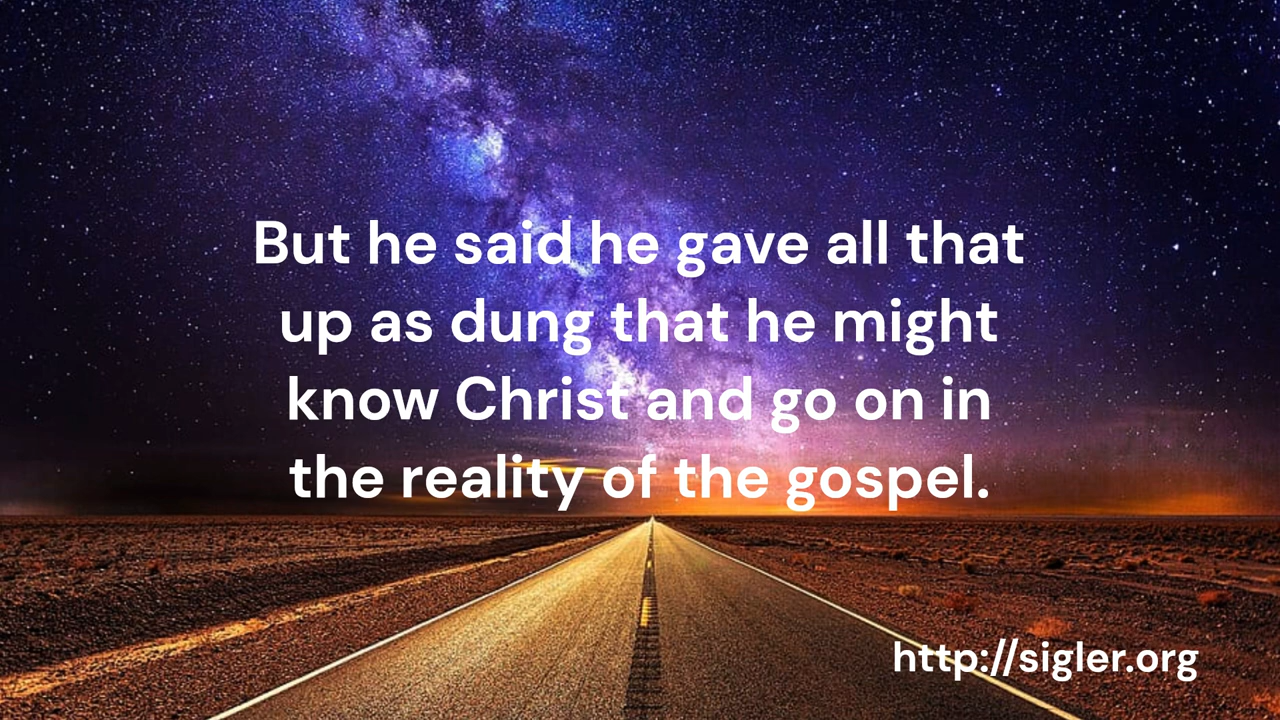 But he said he gave all that
up as dung that he might
know Christ and go on in
the reality of the gospel.
http://sigler.org